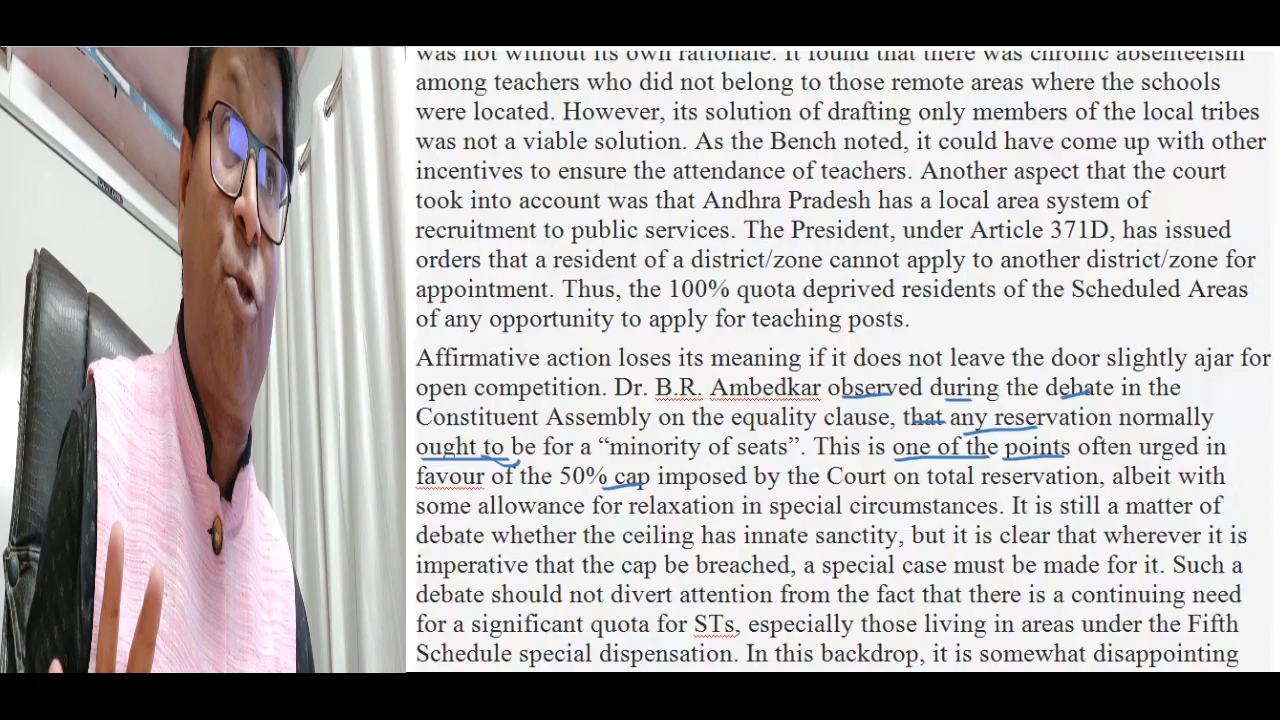 was not without its own rationale. It found that there was chronic absenteeism
among teachers who did not belong to those remote areas where the schools
were located. However, its solution of drafting only members of the local tribes
was not a viable solution. As the Bench noted, it could have come up with other
incentives to ensure the attendance of teachers. Another aspect that the court
took into account was that Andhra Pradesh has a local area system of
recruitment to public services. The President, under Article 371D, has issued
orders that a resident of a district/zone cannot apply to another district/zone for
appointment. Thus, the 100% quota deprived residents of the Scheduled Areas
of any opportunity to apply for teaching posts.
Affirmative action loses its meaning if it does not leave the door slightly ajar for
open competition. Dr. B.R. Ambedkar observed during the debate in the
Constituent Assembly on the equality clause, that any reservation normally
ought to be for a “minority of seats”. This is one of the points often urged in
favour of the 50% cap imposed by the Court on total reservation, albeit with
some allowance for relaxation in special circumstances. It is still a matter of
debate whether the ceiling has innate sanctity, but it is clear that wherever it is
imperative that the cap be breached, a special case must be made for it. Such a
debate should not divert attention from the fact that there is a continuing need
for a significant quota for STs, especially those living in areas under the Fifth
Schedule special dispensation. In this backdrop, it is somewhat disappointing